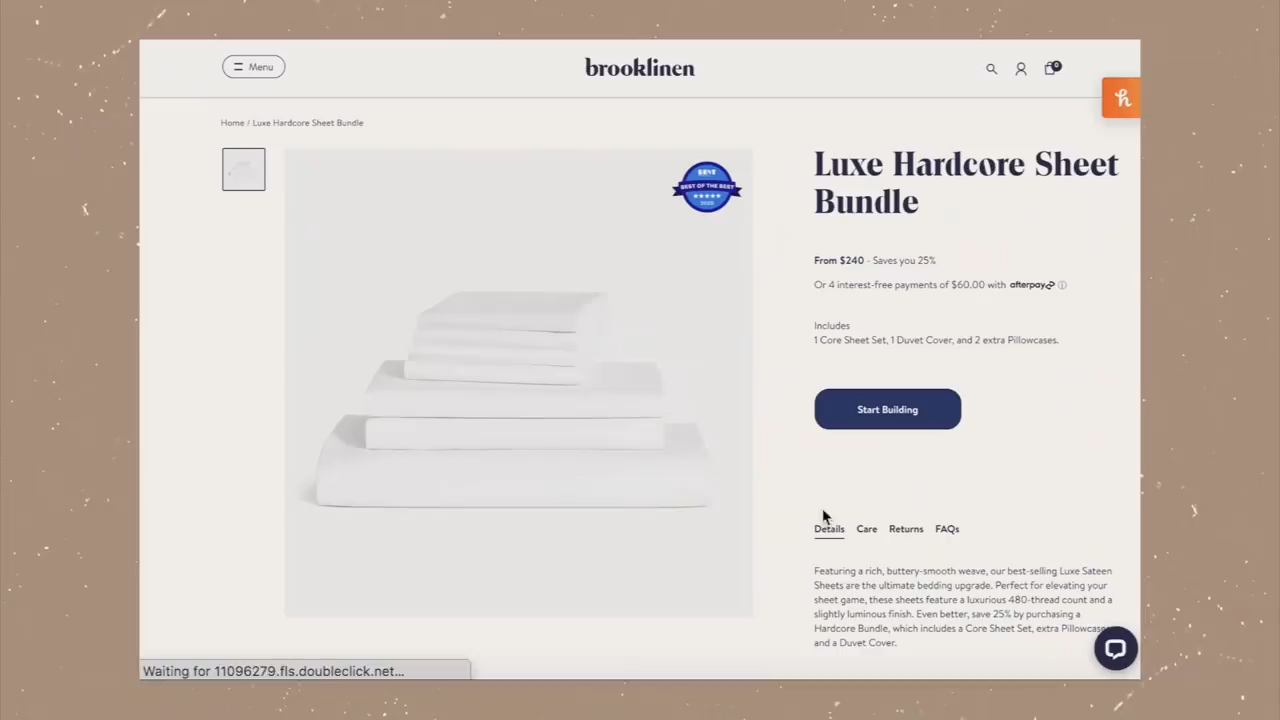 Menu
brooklinen
0
Home / Luxe Hardcore Sheet Bundle
BEST OF THE BEST
Luxe Hardcore Sheet
Bundle
From $240 - Saves you 25%
Or 4 interest-free payments of $60.00 with afterpay
Includes
1 Core Sheet Set, 1 Duvet Cover, and 2 extra Pillowcases.
Start Building
Details Care Returns FAQs
Featuring a rich, buttery-smooth weave, our best-selling Luxe Sateen
Sheets are the ultimate bedding upgrade. Perfect for elevating your
sheet game, these sheets feature a luxurious 480-thread count and a
slightly luminous finish. Even better, save 25% by purchasing a
Hardcore Bundle, which includes a Core Sheet Set, extra Pillowcases
and a Duvet Cover.
Waiting for 11096279.fls.doubleclick.net...